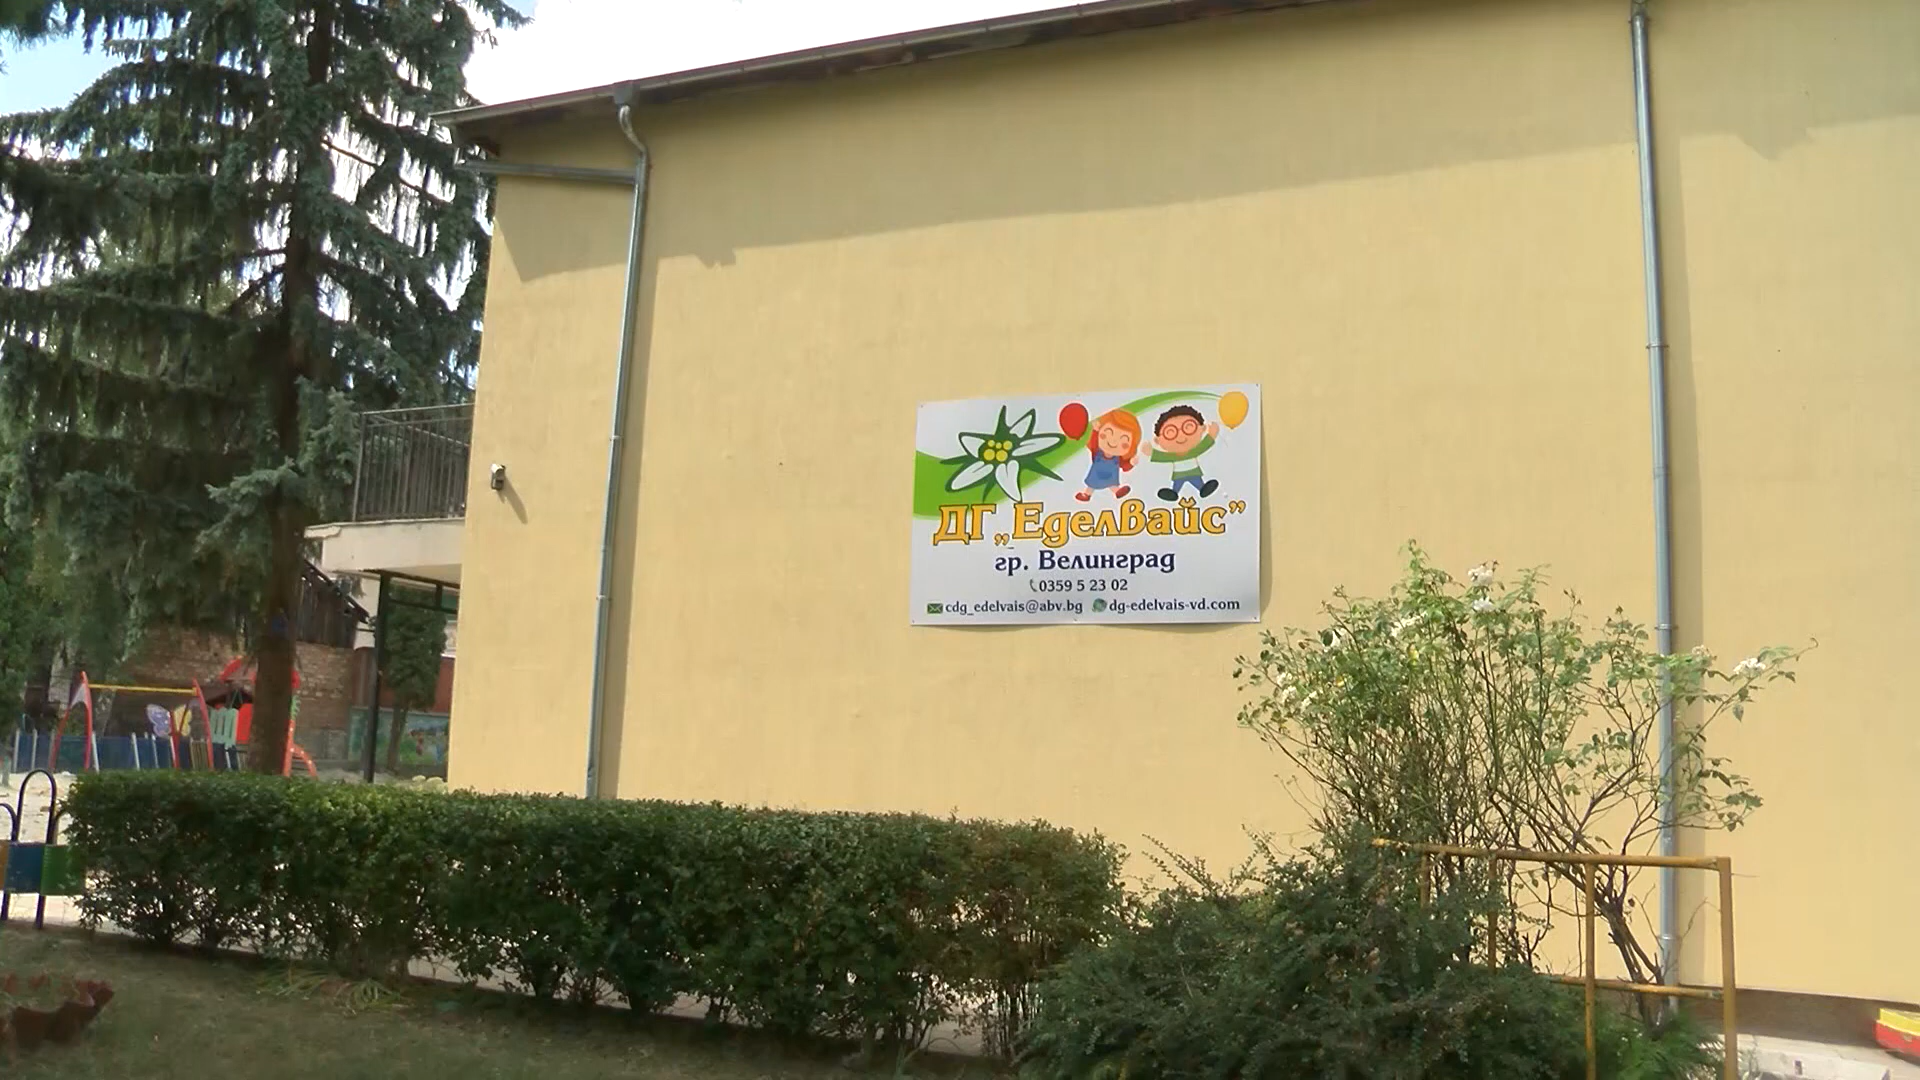 ДГ „Еделвайс”
гр. Велинград
0359 5 23 02
cdg_edelvais@abv.bg dg-edelvais-vd.com